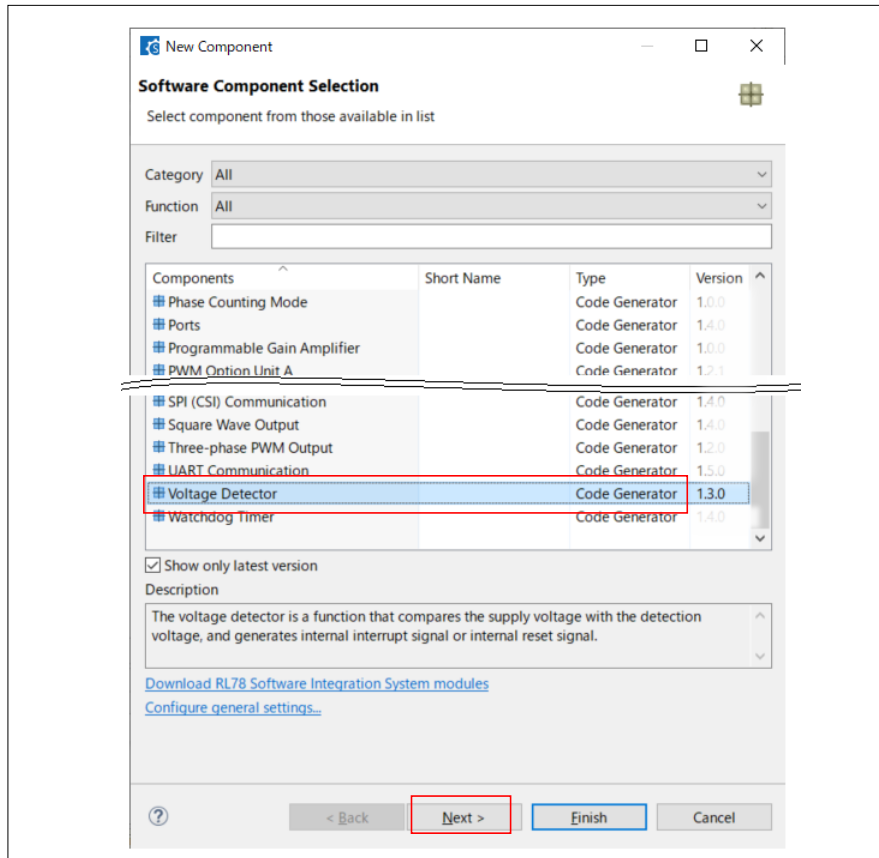 New Component
Software Component Selection
Select component from those available in list
Category All
Function All
Filter
Components Short Name Type Version
Phase Counting Mode Code Generator 1.0.0
Ports Code Generator 1.4.0
Programmable Gain Amplifier Code Generator 1.0.0
PWM Option Unit A Code Generator 1.2.1
SPI (CSI) Communication Code Generator 1.4.0
Square Wave Output Code Generator 1.4.0
Three-phase PWM Output Code Generator 1.2.0
UART Communication Code Generator 1.5.0
Voltage Detector Code Generator 1.3.0
Watchdog Timer Code Generator 1.4.0
Show only latest version
Description
The voltage detector is a function that compares the supply voltage with the detection
voltage, and generates internal interrupt signal or internal reset signal.
Download RL78 Software Integration System modules
Configure general settings...
? < Back Next > Finish Cancel